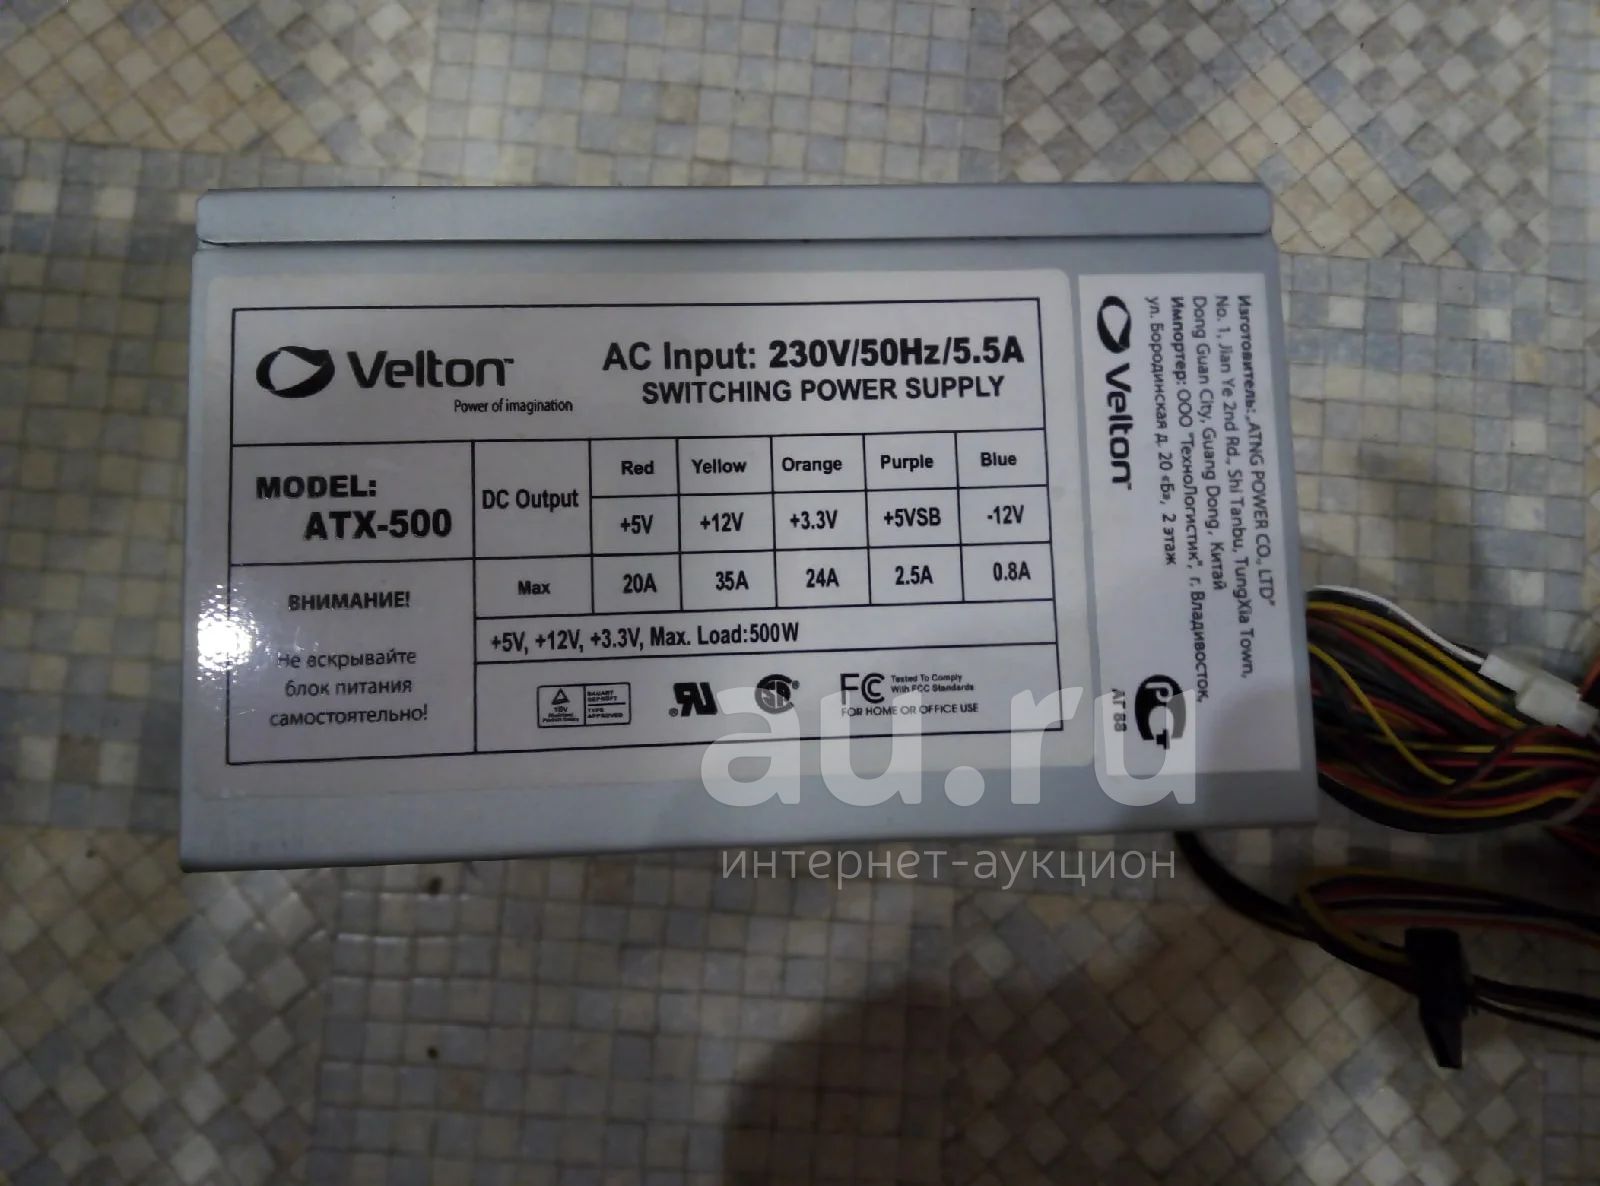 Velton™
Power of imagination
AC Input: 230V/50Hz/5.5A
SWITCHING POWER SUPPLY
MODEL:
ATX-500
DC Output
Red Yellow Orange Purple Blue
+5V +12V +3.3V +5VSB -12V
Max 20A 35A 24A 2.5A 0.8A
+5V, +12V, +3.3V, Max. Load:500W
ВНИМАНИЕ!
Не вскрывайте
блок питания
самостоятельно!
FC Tested To Comply
With FCC Standards
FOR HOME OR OFFICE USE
Velton™
Изготовитель: „ATNG POWER CO., LTD"
No. 1, Jian Ye 2nd Rd., Shi Tanbu, TungXia Town,
Dong Guan City, Guang Dong, Китай
Импортер: ООО "ТехноЛогистик", г. Владивосток,
ул. Бородинская д. 20 «Б», 2 этаж
АГ88
au.ru
интернет-аукцион